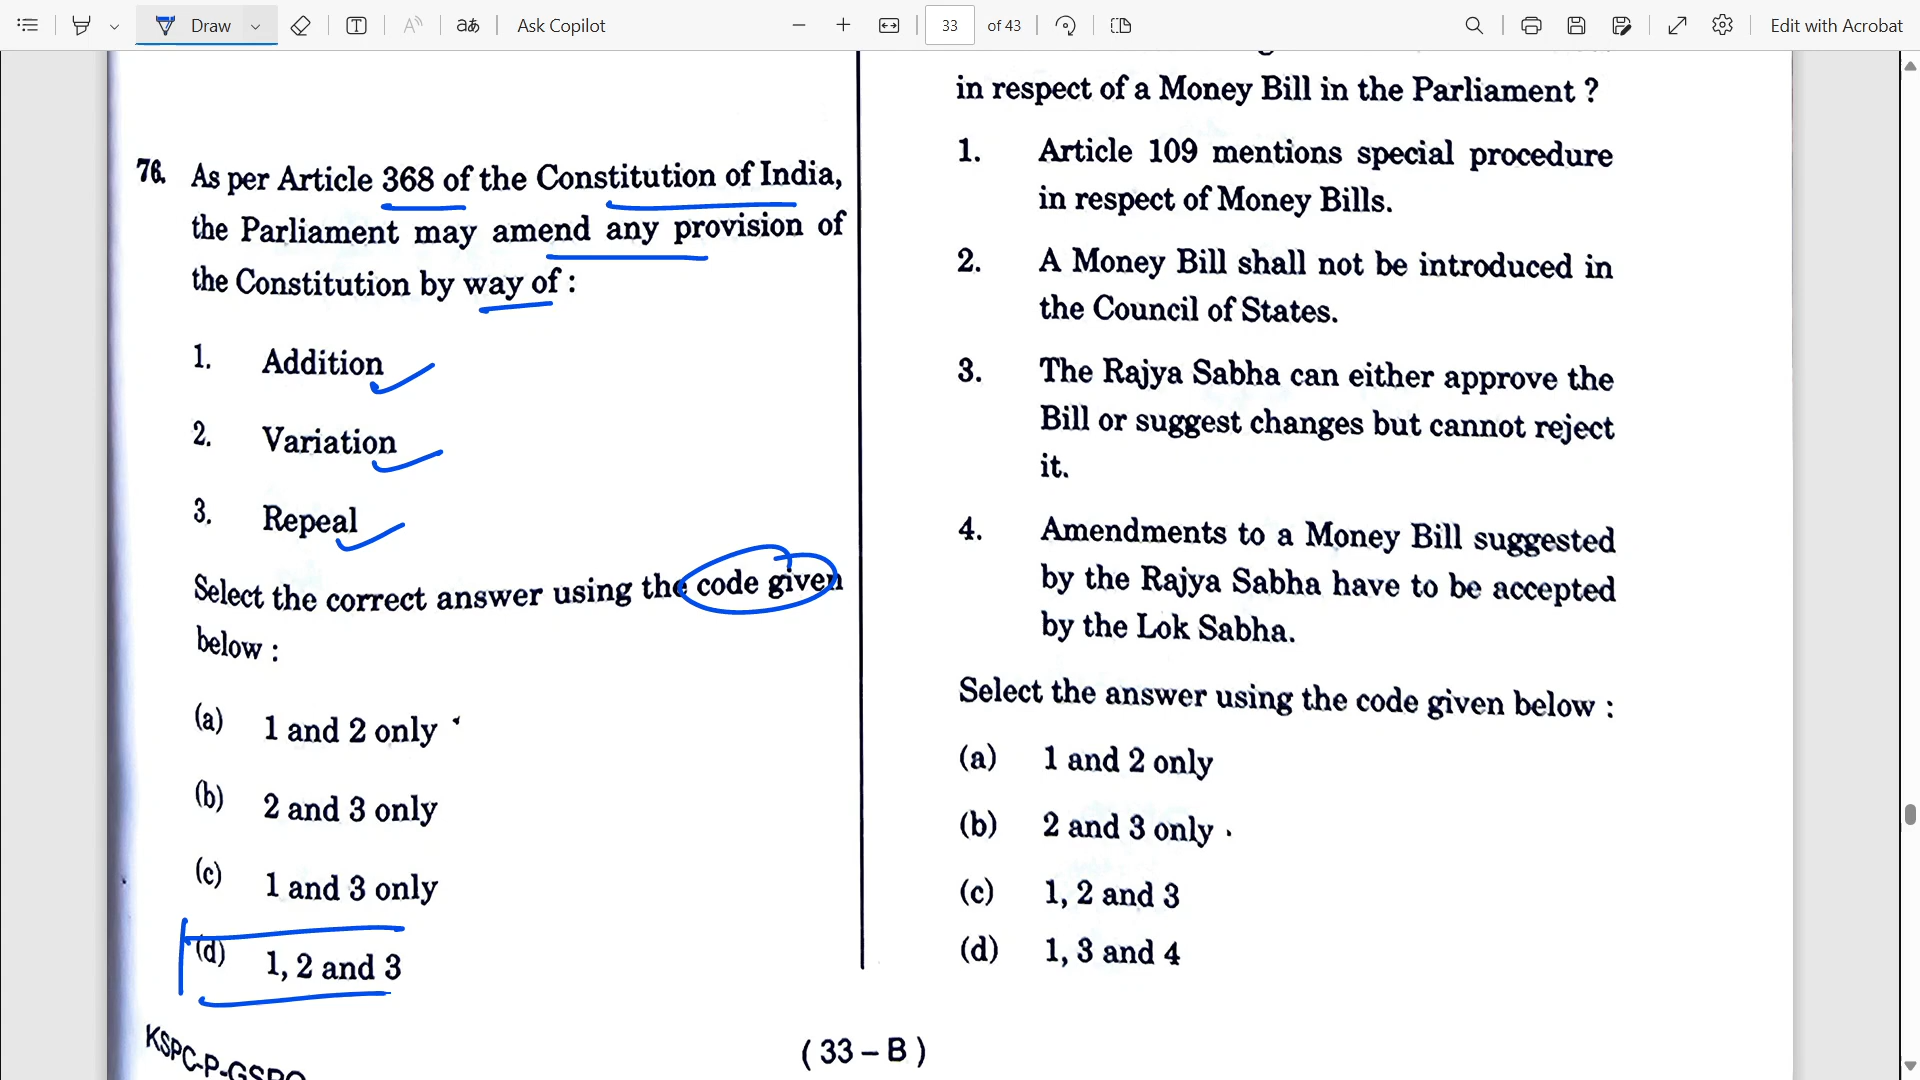 Draw
aあ
Ask Copilot
33
of 43
Edit with Acrobat
76. As per Article 368 of the Constitution of India,
the Parliament may amend any provision of
the Constitution by way of :
1. Addition
2. Variation
3. Repeal
Select the correct answer using the code given
below :
(a) 1 and 2 only
(b) 2 and 3 only
(c) 1 and 3 only
(d) 1, 2 and 3
in respect of a Money Bill in the Parliament ?
1. Article 109 mentions special procedure
in respect of Money Bills.
2. A Money Bill shall not be introduced in
the Council of States.
3. The Rajya Sabha can either approve the
Bill or suggest changes but cannot reject
it.
4. Amendments to a Money Bill suggested
by the Rajya Sabha have to be accepted
by the Lok Sabha.
Select the answer using the code given below :
(a) 1 and 2 only
(b) 2 and 3 only
(c) 1, 2 and 3
(d) 1, 3 and 4
( 33 – B )